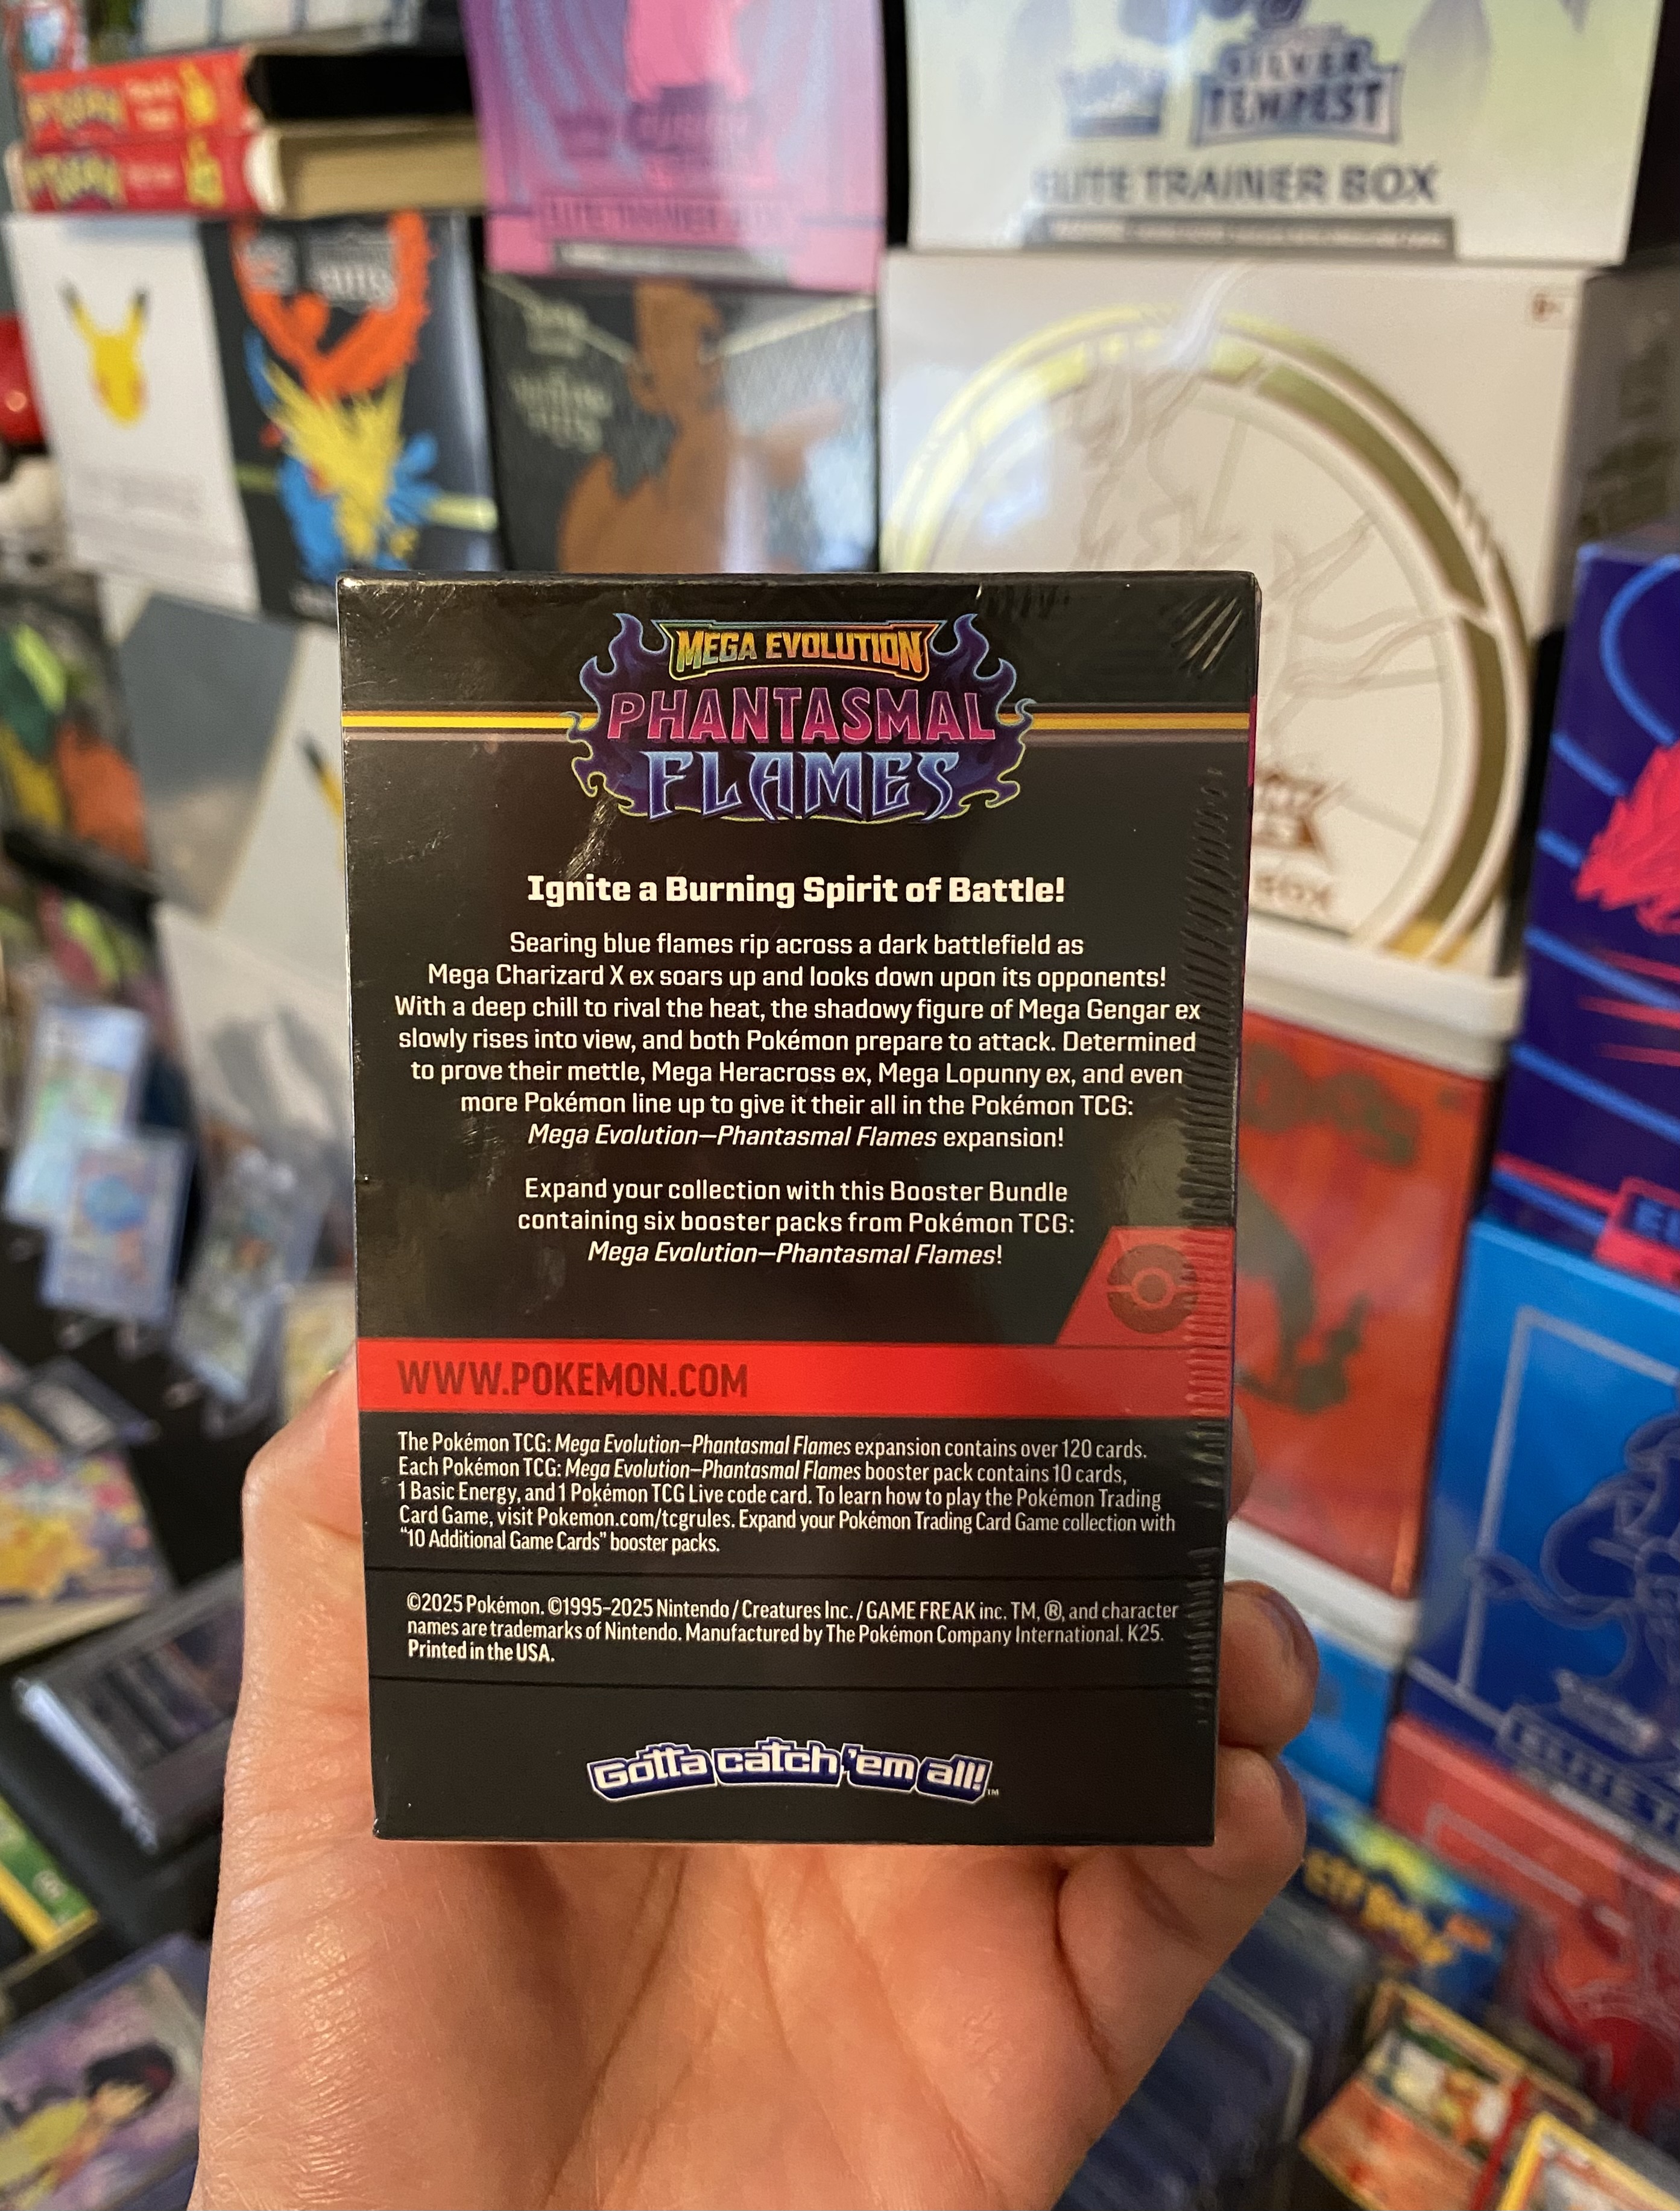 SILVER
TEMPEST
ELITE TRAINER BOX
ELITE TRAINER BOX
MEGA EVOLUTION
PHANTASMAL
FLAMES
Ignite a Burning Spirit of Battle!
Searing blue flames rip across a dark battlefield as
Mega Charizard X ex soars up and looks down upon its opponents!
With a deep chill to rival the heat, the shadowy figure of Mega Gengar ex
slowly rises into view, and both Pokémon prepare to attack. Determined
to prove their mettle, Mega Heracross ex, Mega Lopunny ex, and even
more Pokémon line up to give it their all in the Pokémon TCG:
Mega Evolution—Phantasmal Flames expansion!
Expand your collection with this Booster Bundle
containing six booster packs from Pokémon TCG:
Mega Evolution—Phantasmal Flames!
WWW.POKEMON.COM
The Pokémon TCG: Mega Evolution—Phantasmal Flames expansion contains over 120 cards.
Each Pokémon TCG: Mega Evolution—Phantasmal Flames booster pack contains 10 cards,
1 Basic Energy, and 1 Pokémon TCG Live code card. To learn how to play the Pokémon Trading
Card Game, visit Pokemon.com/tcgrules. Expand your Pokémon Trading Card Game collection with
“10 Additional Game Cards” booster packs.
©2025 Pokémon. ©1995–2025 Nintendo / Creatures Inc. / GAME FREAK inc. TM, ®, and character
names are trademarks of Nintendo. Manufactured by The Pokémon Company International. K25.
Printed in the USA.
Gotta catch 'em all!™